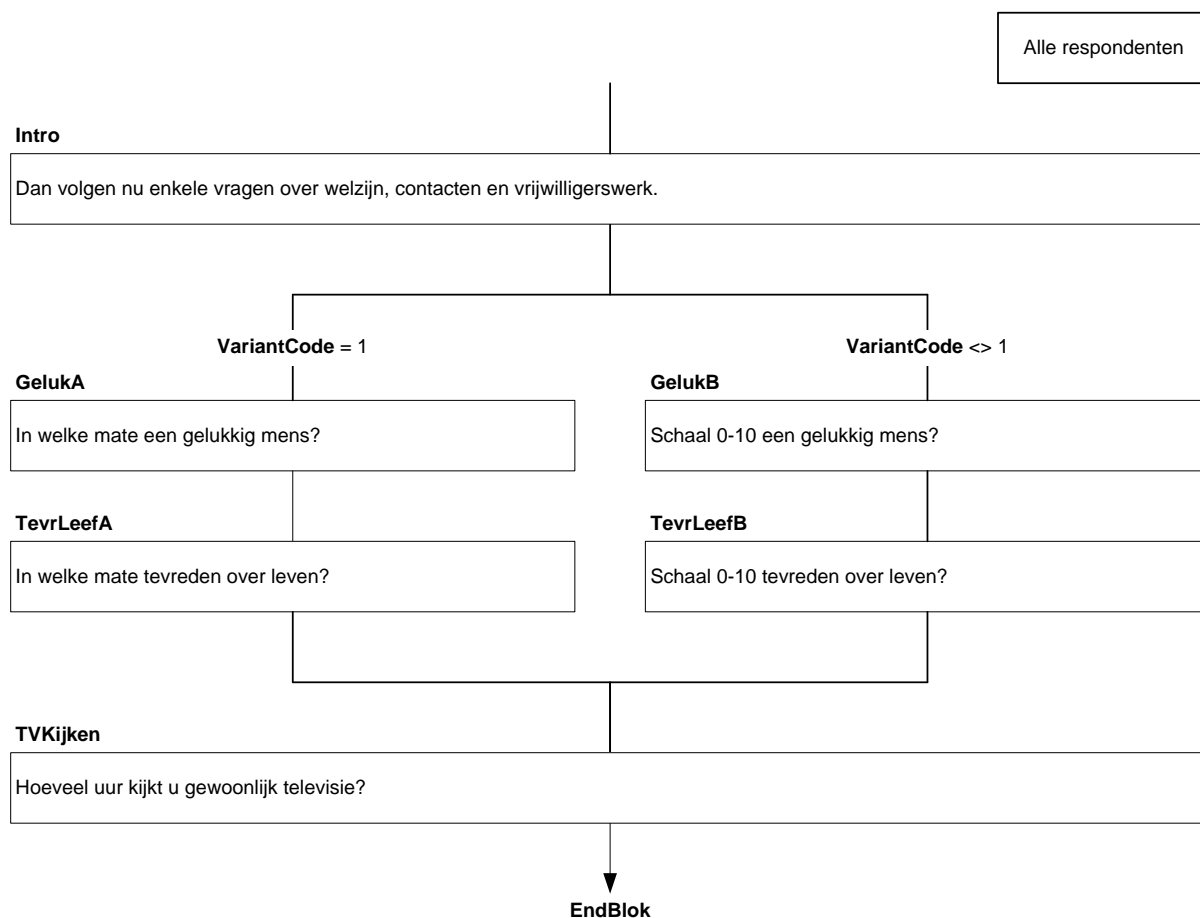 Alle respondenten
Intro
Dan volgen nu enkele vragen over welzijn, contacten en vrijwilligerswerk.
VariantCode = 1
VariantCode <> 1
GelukA
GelukB
In welke mate een gelukkig mens?
Schaal 0-10 een gelukkig mens?
TevrLeefA
TevrLeefB
In welke mate tevreden over leven?
Schaal 0-10 tevreden over leven?
TVKijken
Hoeveel uur kijkt u gewoonlijk televisie?
EndBlok